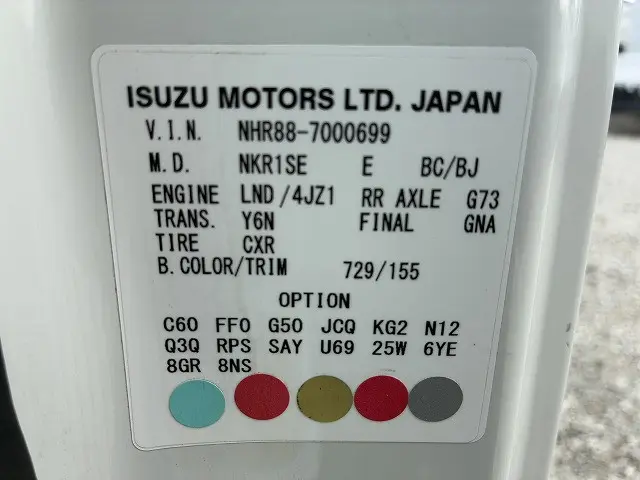 ISUZU MOTORS LTD. JAPAN
V.I.N. NHR88-7000699
M.D. NKR1SE E BC/BJ
ENGINE LND/4JZ1 RR AXLE G73
TRANS. Y6N FINAL GNA
TIRE CXR
B.COLOR/TRIM 729/155
OPTION
C60 FF0 G50 JCQ KG2 N12
Q3Q RPS SAY U69 25W 6YE
8GR 8NS